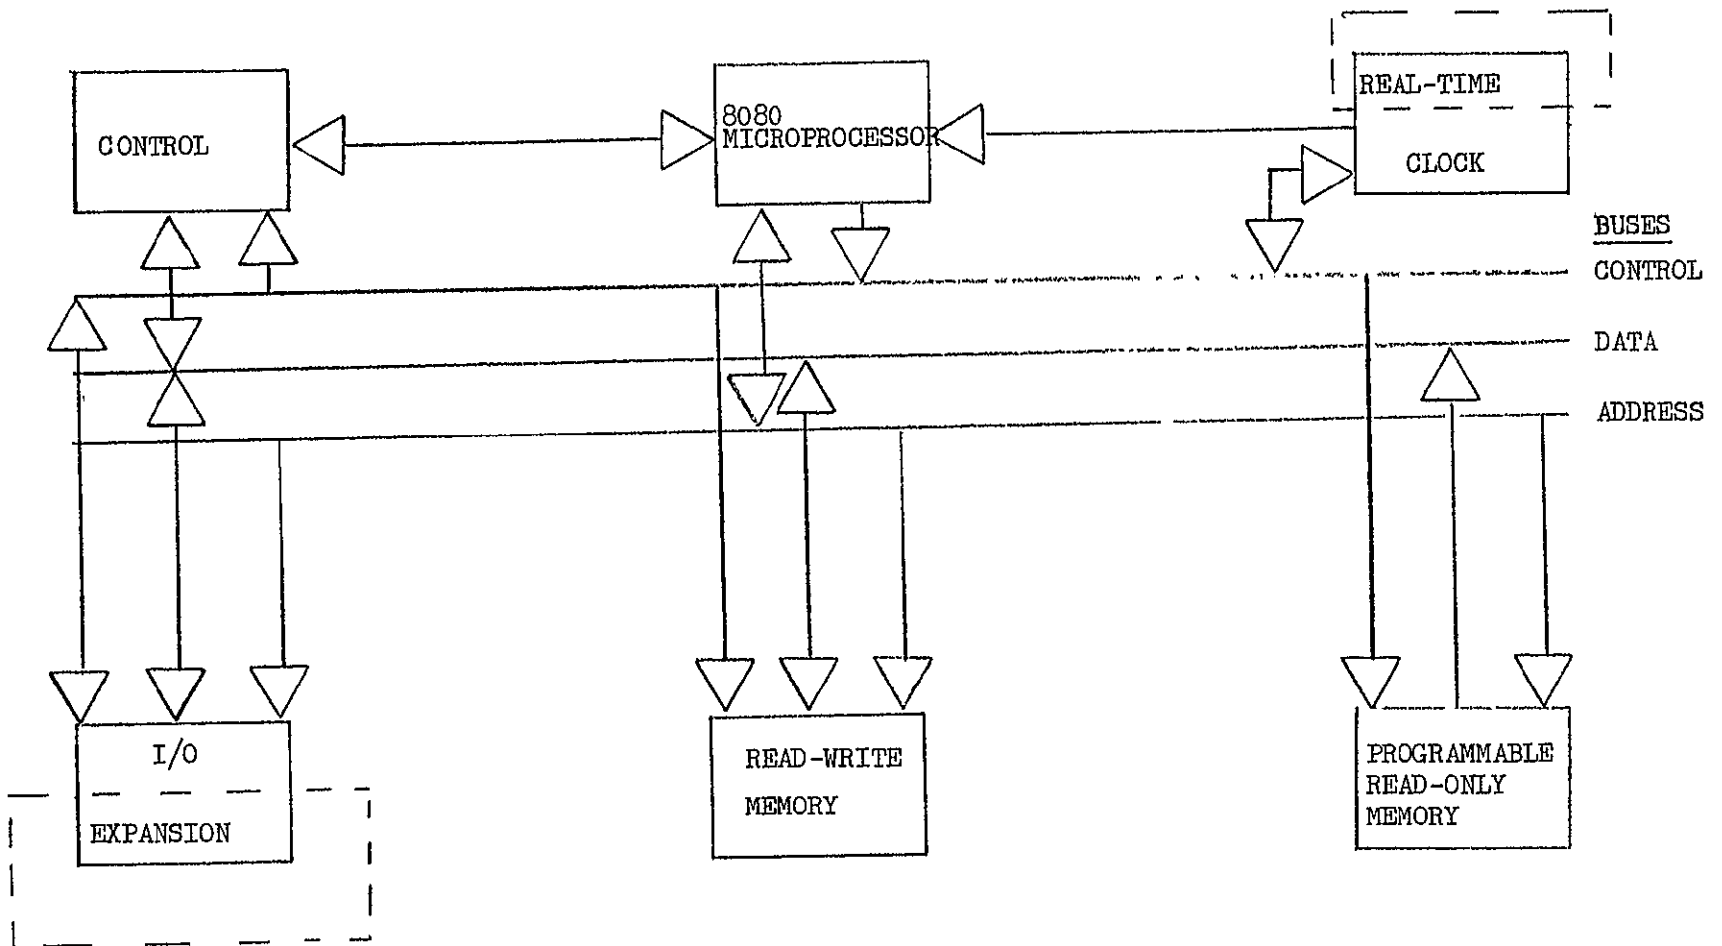 CONTROL
8080
MICROPROCESSOR
REAL-TIME
CLOCK
BUSES
CONTROL
DATA
ADDRESS
I/O
EXPANSION
READ-WRITE
MEMORY
PROGRAMMABLE
READ-ONLY
MEMORY